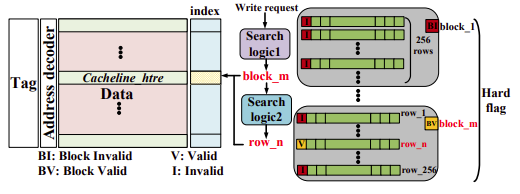 Tag
Address decoder
index
Cacheline_htre
Data
BI: Block Invalid
V: Valid
BV: Block Valid
I: Invalid
Write request
Search
logic1
block_m
Search
logic2
row_n
BI
block_1
I
I
I
256
rows
Hard
flag
row_1
I
BV
block_m
V
row_n
I
row_256